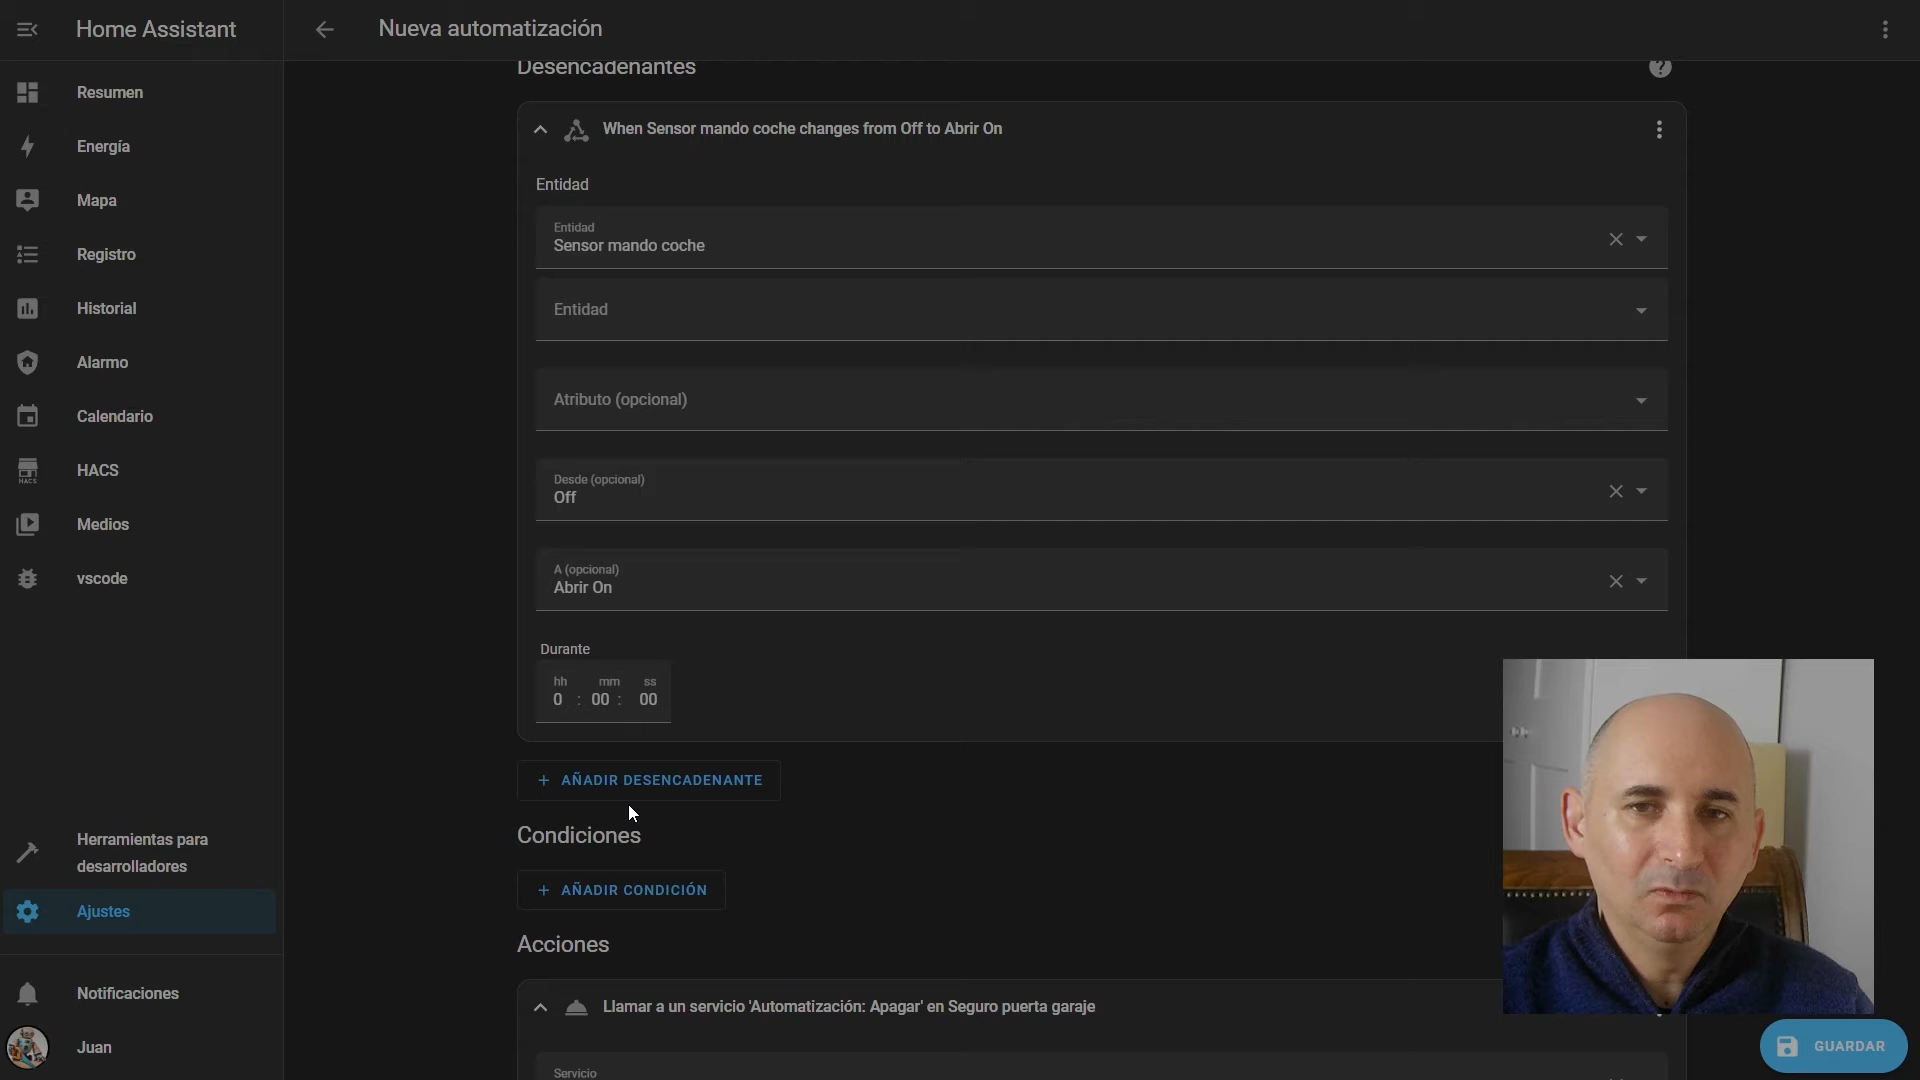 Home Assistant
Nueva automatización
Resumen
Energía
Mapa
Registro
Historial
Alarmo
Calendario
HACS
HACS
Medios
vscode
Herramientas para
desarrolladores
Ajustes
Notificaciones
Juan
Desencadenantes
When Sensor mando coche changes from Off to Abrir On
Entidad
Entidad
Sensor mando coche
Entidad
Atributo (opcional)
Desde (opcional)
Off
A (opcional)
Abrir On
Durante
hh mm ss
0 : 00 : 00
+ AÑADIR DESENCADENANTE
Condiciones
+ AÑADIR CONDICIÓN
Acciones
Llamar a un servicio 'Automatización: Apagar' en Seguro puerta garaje
Servicio
GUARDAR